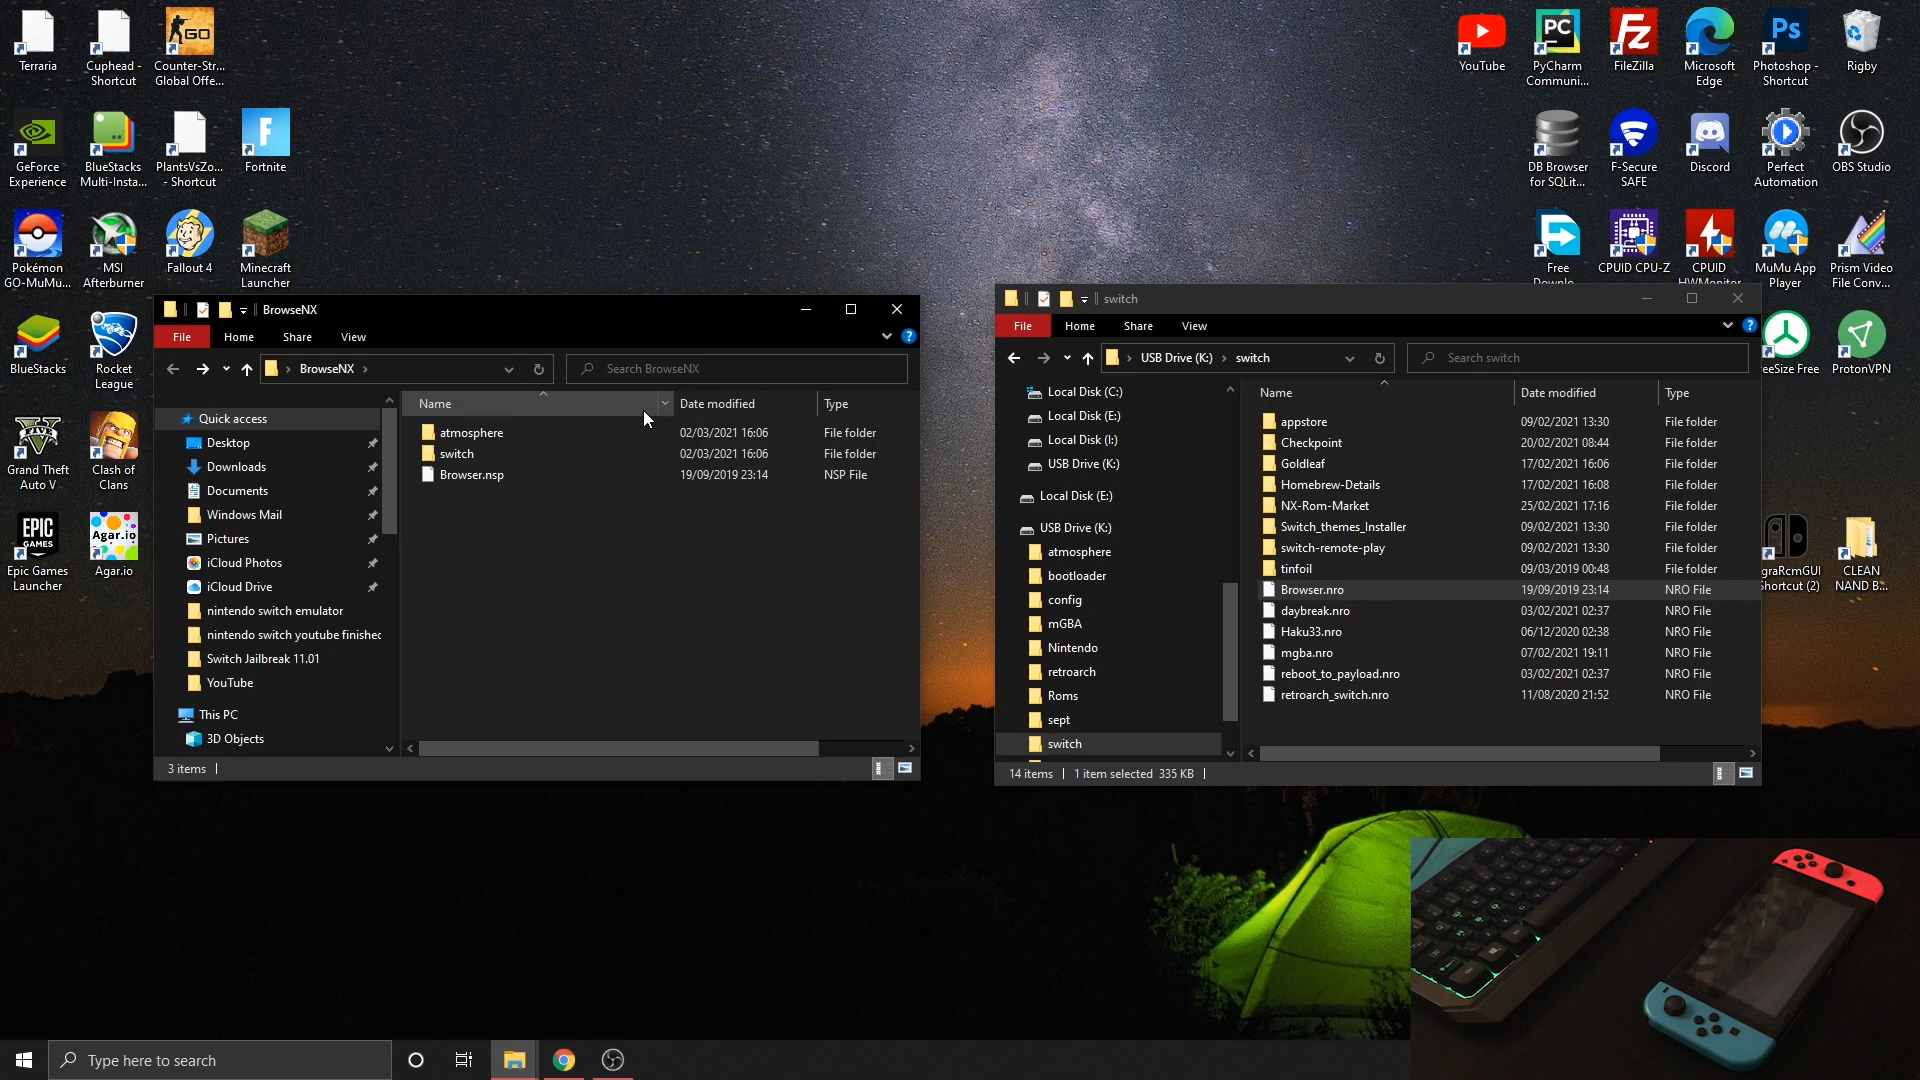 Terraria
Cuphead -
Shortcut
Counter-Str...
Global Offe...
GO
YouTube
PC
PyCharm
Communi...
Fz
FileZilla
Microsoft
Edge
Ps
Photoshop -
Shortcut
Rigby
GeForce
Experience
BlueStacks
Multi-Insta...
PlantsVsZo...
- Shortcut
F
Fortnite
DB Browser
for SQLit...
F-Secure
SAFE
Discord
Perfect
Automation
OBS Studio
Pokémon
GO-MuMu...
MSI
Afterburner
Fallout 4
Minecraft
Launcher
Free
Downlo...
CPUID CPU-Z
CPUID
HWMonitor
MuMu App
Player
Prism Video
File Conv...
BlueStacks
Rocket
League
eeSize Free
ProtonVPN
Grand Theft
Auto V
Clash of
Clans
EPIC
GAMES
Epic Games
Launcher
Agar.io
Agar.io
graRcmGUI
Shortcut (2)
CLEAN
NAND B...
BrowseNX
File Home Share View
BrowseNX
Search BrowseNX
Name Date modified Type
atmosphere 02/03/2021 16:06 File folder
switch 02/03/2021 16:06 File folder
Browser.nsp 19/09/2019 23:14 NSP File
Quick access
Desktop
Downloads
Documents
Windows Mail
Pictures
iCloud Photos
iCloud Drive
nintendo switch emulator
nintendo switch youtube finished
Switch Jailbreak 11.01
YouTube
This PC
3D Objects
3 items
switch
File Home Share View
USB Drive (K:) switch
Search switch
Local Disk (C:)
Local Disk (E:)
Local Disk (I:)
USB Drive (K:)
Local Disk (E:)
USB Drive (K:)
atmosphere
bootloader
config
mGBA
Nintendo
retroarch
Roms
sept
switch
Name Date modified Type
appstore 09/02/2021 13:30 File folder
Checkpoint 20/02/2021 08:44 File folder
Goldleaf 17/02/2021 16:06 File folder
Homebrew-Details 17/02/2021 16:08 File folder
NX-Rom-Market 25/02/2021 17:16 File folder
Switch_themes_Installer 09/02/2021 13:30 File folder
switch-remote-play 09/02/2021 13:30 File folder
tinfoil 09/03/2019 00:48 File folder
Browser.nro 19/09/2019 23:14 NRO File
daybreak.nro 03/02/2021 02:37 NRO File
Haku33.nro 06/12/2020 02:38 NRO File
mgba.nro 07/02/2021 19:11 NRO File
reboot_to_payload.nro 03/02/2021 02:37 NRO File
retroarch_switch.nro 11/08/2020 21:52 NRO File
14 items 1 item selected 335 KB
Type here to search